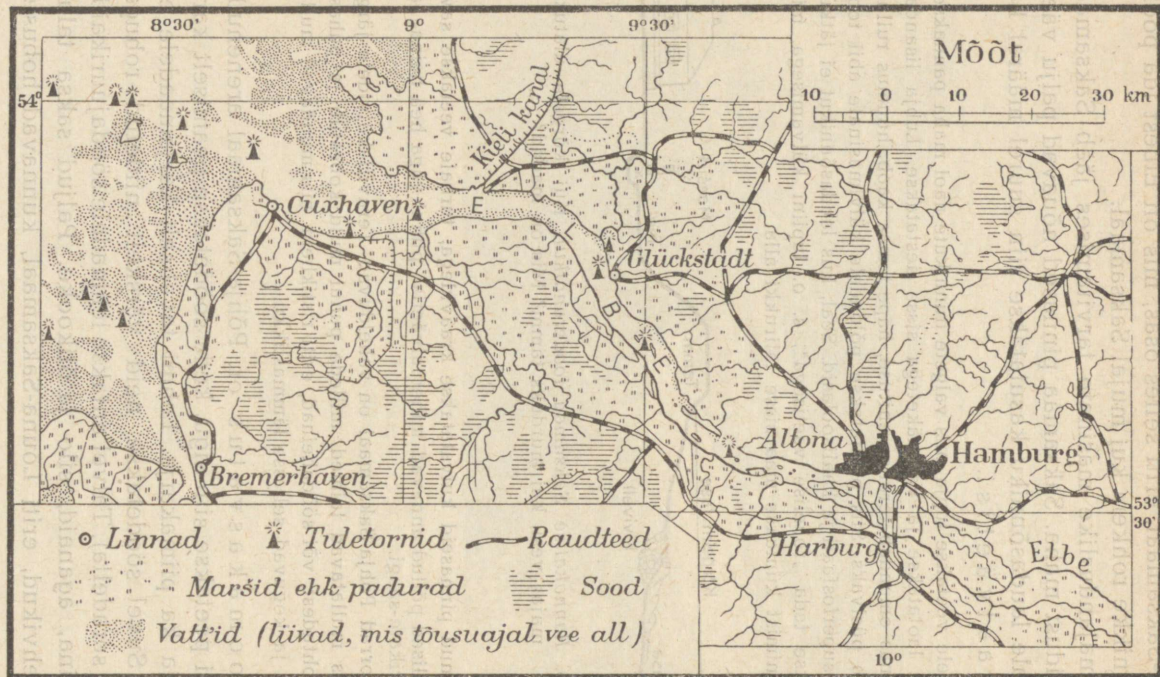 8°30' 9° 9°30'
Mõõt
10 0 10 20 30 km
54°
Kieli kanal
Cuxhaven
E L B E
Glückstadt
Altona
Hamburg
Bremerhaven
53°
30'
Harburg
Elbe
10°
Linnad Tuletornid Raudteed
Maršid ehk padurad Sood
Vatt'id (liivad, mis tõusuajal vee all)